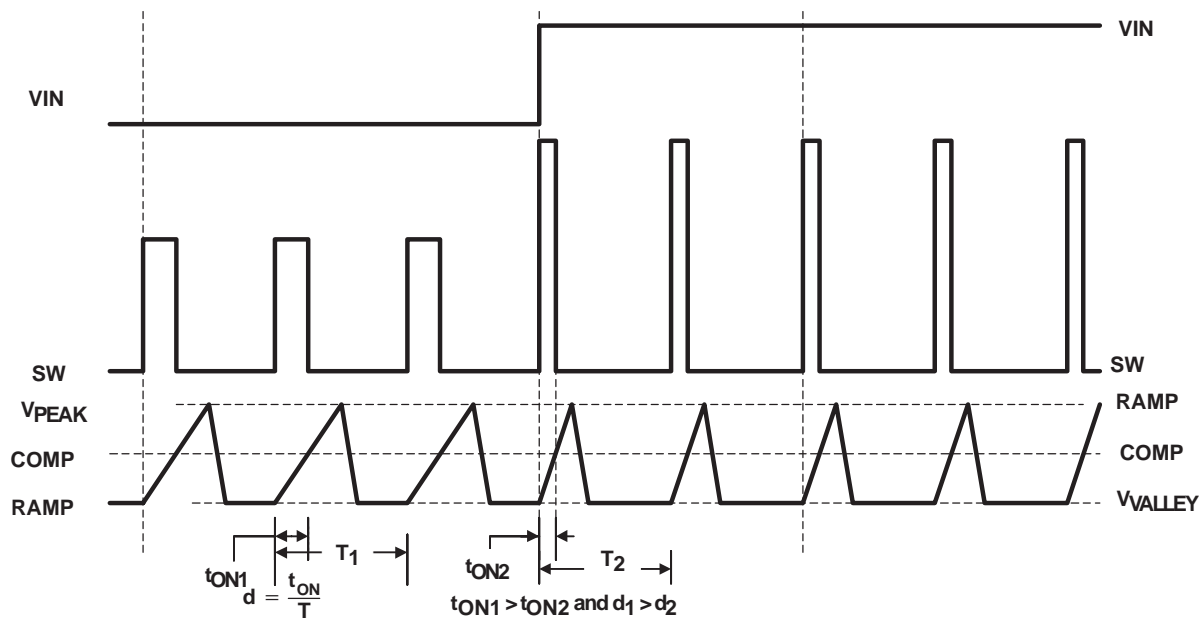 VIN
VIN
SW
SW
VPEAK
RAMP
COMP
COMP
RAMP
VVALLEY
tON1
T1
tON2
T2
d = tON/T
tON1 > tON2 and d1 > d2